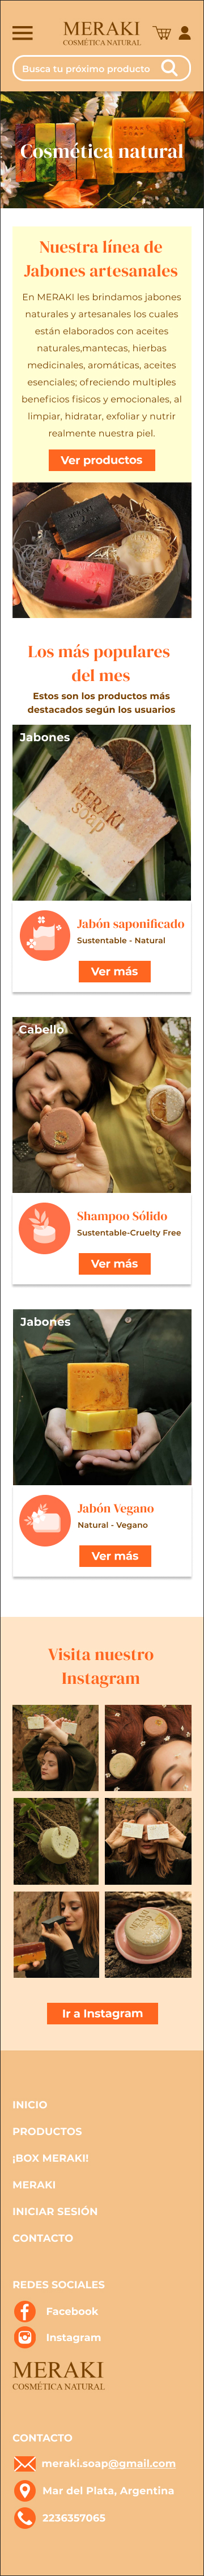 MERAKI
COSMÉTICA NATURAL
Busca tu próximo producto
Cosmética natural
Nuestra línea de
Jabones artesanales
En MERAKI les brindamos jabones
naturales y artesanales los cuales
están elaborados con aceites
naturales,mantecas, hierbas
medicinales, aromáticas, aceites
esenciales; ofreciendo multiples
beneficios físicos y emocionales, al
limpiar, hidratar, exfoliar y nutrir
realmente nuestra piel.
Ver productos
Los más populares
del mes
Estos son los productos más
destacados según los usuarios
Jabones
MERAKI
soap
Jabón saponificado
Sustentable - Natural
Ver más
Cabello
Shampoo Sólido
Sustentable-Cruelty Free
Ver más
Jabones
Jabón Vegano
Natural - Vegano
Ver más
Visita nuestro
Instagram
Ir a Instagram
INICIO
PRODUCTOS
¡BOX MERAKI!
MERAKI
INICIAR SESIÓN
CONTACTO
REDES SOCIALES
Facebook
Instagram
MERAKI
COSMÉTICA NATURAL
CONTACTO
meraki.soap@gmail.com
Mar del Plata, Argentina
2236357065